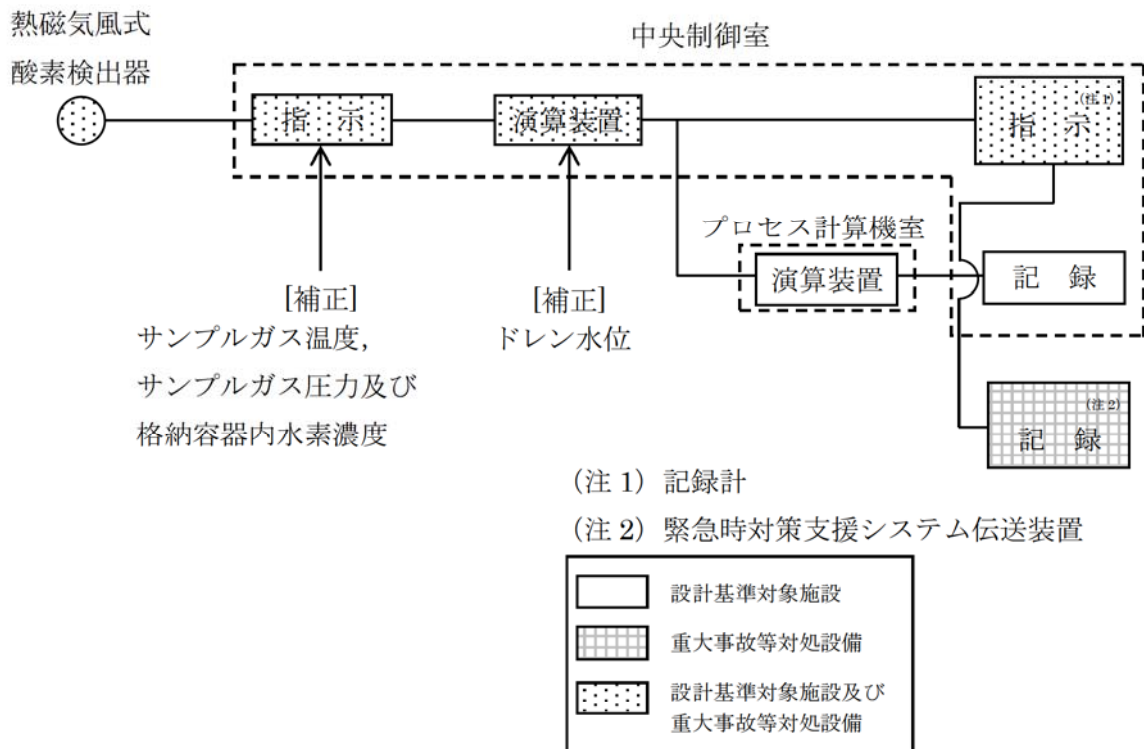 熱磁気風式
酸素検出器
中央制御室
指 示
演算装置
(注1)
指 示
プロセス計算機室
演算装置
記 録
[補正]
サンプルガス温度,
サンプルガス圧力及び
格納容器内水素濃度
[補正]
ドレン水位
(注2)
記 録
(注1) 記録計
(注2) 緊急時対策支援システム伝送装置
設計基準対象施設
重大事故等対処設備
設計基準対象施設及び
重大事故等対処設備